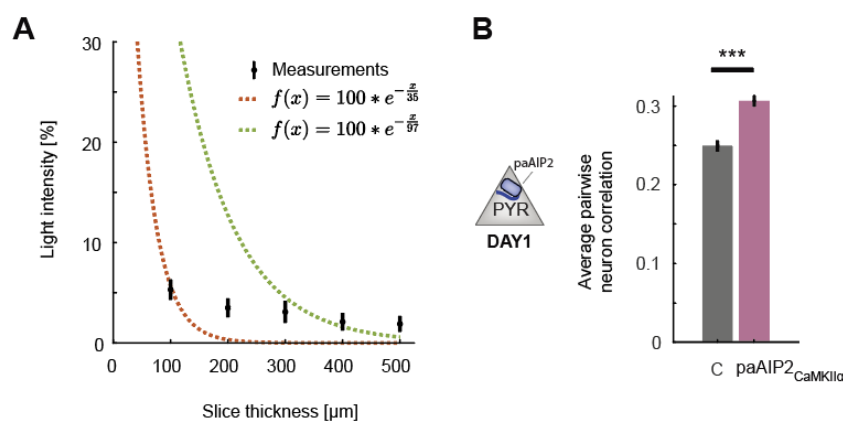 A
30
20
10
0
Light intensity [%]
Measurements
f(x) = 100 * e^{-x/35}
f(x) = 100 * e^{-x/97}
0 100 200 300 400 500
Slice thickness [μm]
B
paAIP2
PYR
DAY1
***
0.3
0.2
0.1
0
Average pairwise
neuron correlation
C paAIP2CaMKIIα